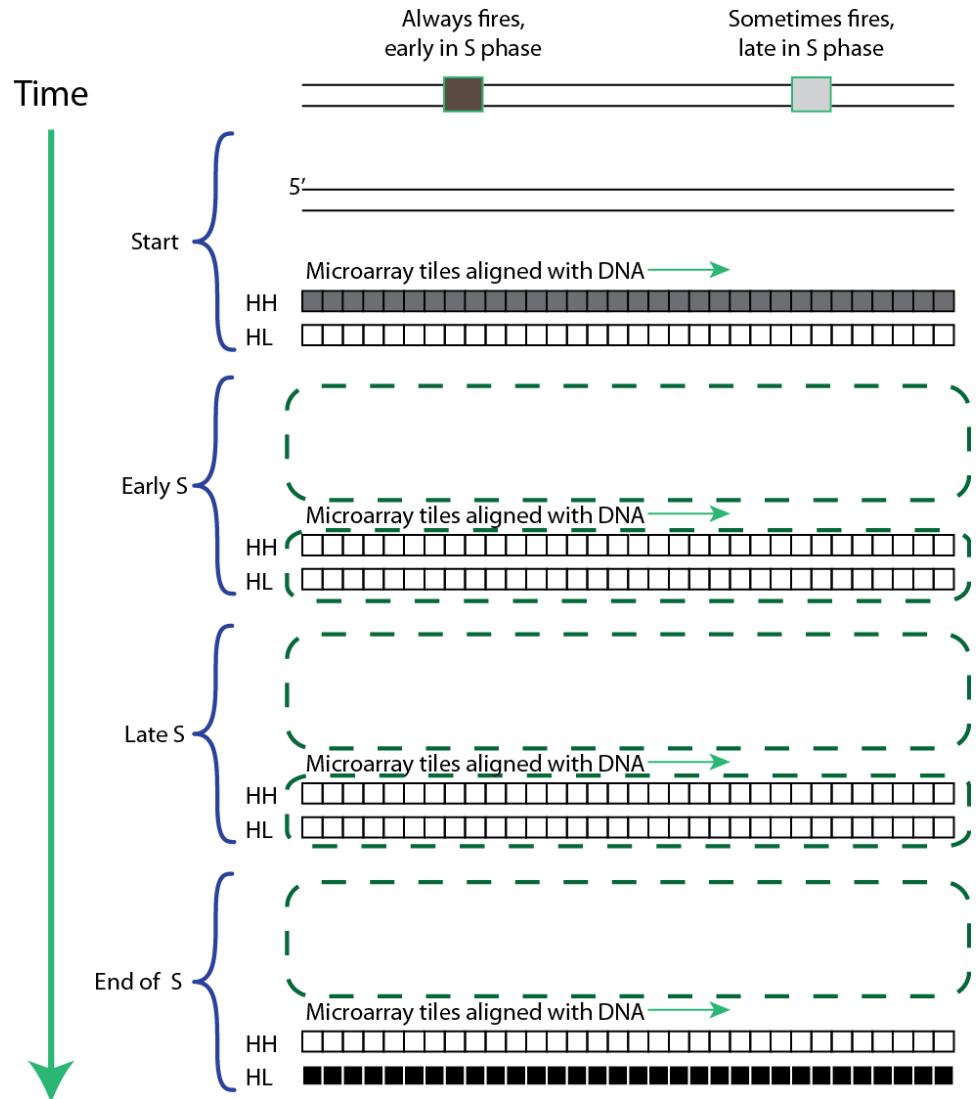 Always fires,
early in S phase
Sometimes fires,
late in S phase
Time
5’
Start
Microarray tiles aligned with DNA
HH
HL
Early S
Microarray tiles aligned with DNA
HH
HL
Late S
Microarray tiles aligned with DNA
HH
HL
End of S
Microarray tiles aligned with DNA
HH
HL